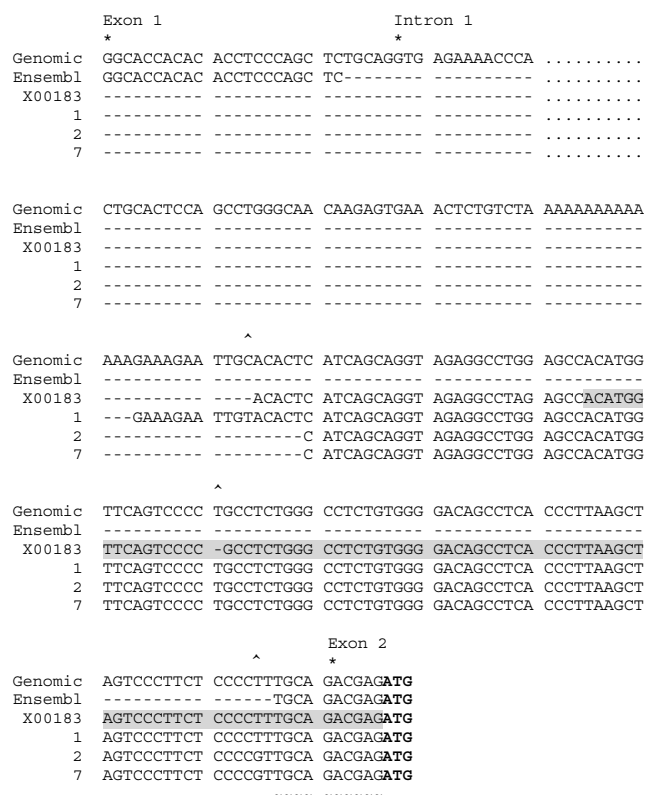 Exon 1 Intron 1
* *
Genomic GGCACCACAC ACCTCCCAGC TCTGCAGGTG AGAAAACCCA ..........
Ensembl GGCACCACAC ACCTCCCAGC TC-------- ---------- ..........
X00183 ---------- ---------- ---------- ---------- ..........
1 ---------- ---------- ---------- ---------- ..........
2 ---------- ---------- ---------- ---------- ..........
7 ---------- ---------- ---------- ---------- ..........
Genomic CTGCACTCCA GCCTGGGCAA CAAGAGTGAA ACTCTGTCTA AAAAAAAAAA
Ensembl ---------- ---------- ---------- ---------- ----------
X00183 ---------- ---------- ---------- ---------- ----------
1 ---------- ---------- ---------- ---------- ----------
2 ---------- ---------- ---------- ---------- ----------
7 ---------- ---------- ---------- ---------- ----------
^
Genomic AAAGAAAGAA TTGCACACTC ATCAGCAGGT AGAGGCCTGG AGCCACATGG
Ensembl ---------- ---------- ---------- ---------- ----------
X00183 ---------- ----ACACTC ATCAGCAGGT AGAGGCCTAG AGCCACATGG
1 ---GAAAGAA TTGTACACTC ATCAGCAGGT AGAGGCCTGG AGCCACATGG
2 ---------- ---------C ATCAGCAGGT AGAGGCCTGG AGCCACATGG
7 ---------- ---------C ATCAGCAGGT AGAGGCCTGG AGCCACATGG
^
Genomic TTCAGTCCCC TGCCTCTGGG CCTCTGTGGG GACAGCCTCA CCCTTAAGCT
Ensembl ---------- ---------- ---------- ---------- ----------
X00183 TTCAGTCCCC -GCCTCTGGG CCTCTGTGGG GACAGCCTCA CCCTTAAGCT
1 TTCAGTCCCC TGCCTCTGGG CCTCTGTGGG GACAGCCTCA CCCTTAAGCT
2 TTCAGTCCCC TGCCTCTGGG CCTCTGTGGG GACAGCCTCA CCCTTAAGCT
7 TTCAGTCCCC TGCCTCTGGG CCTCTGTGGG GACAGCCTCA CCCTTAAGCT
Exon 2
^ *
Genomic AGTCCCTTCT CCCCTTTGCA GACGAGATG
Ensembl ---------- ------TGCA GACGAGATG
X00183 AGTCCCTTCT CCCCTTTGCA GACGAGATG
1 AGTCCCTTCT CCCCTTTGCA GACGAGATG
2 AGTCCCTTCT CCCCGTTGCA GACGAGATG
7 AGTCCCTTCT CCCCGTTGCA GACGAGATG